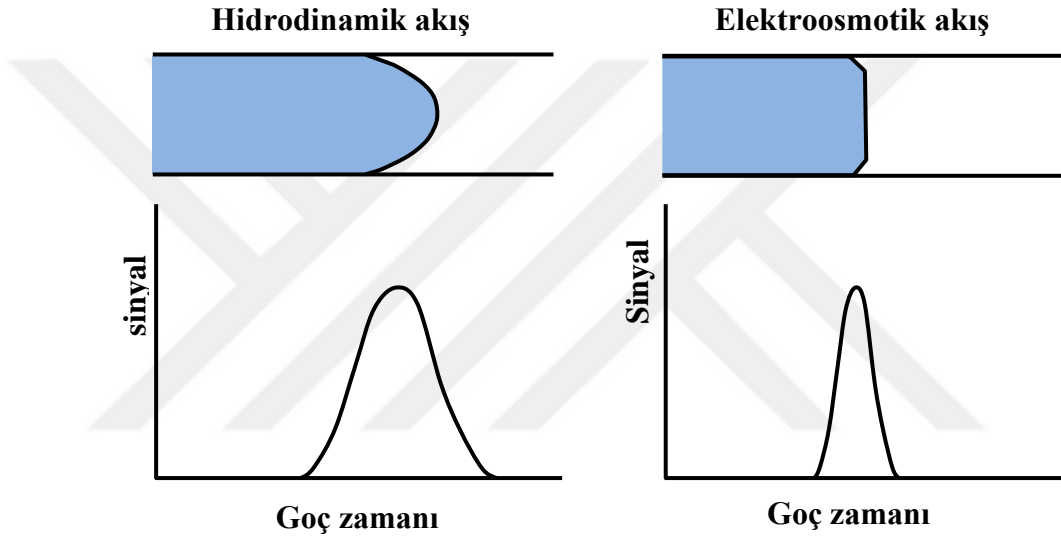 Hidrodinamik akış
Elektroosmotik akış
sinyal
Sinyal
Goç zamanı
Goç zamanı